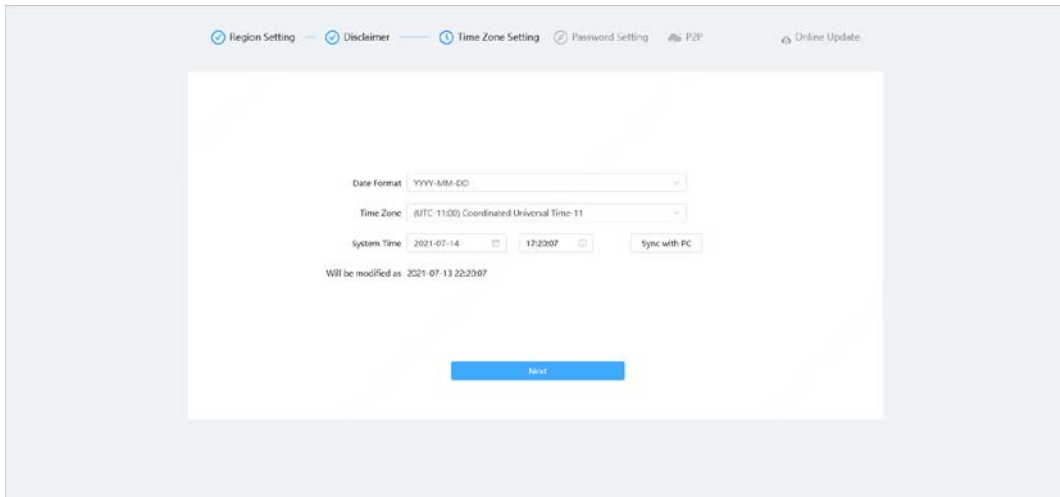 Region Setting Disclaimer Time Zone Setting Password Setting P2P Online Update
Date Format YYYY-MM-DD
Time Zone (UTC-11:00) Coordinated Universal Time-11
System Time 2021-07-14 17:20:07 Sync with PC
Will be modified as 2021-07-13 22:20:07
Next